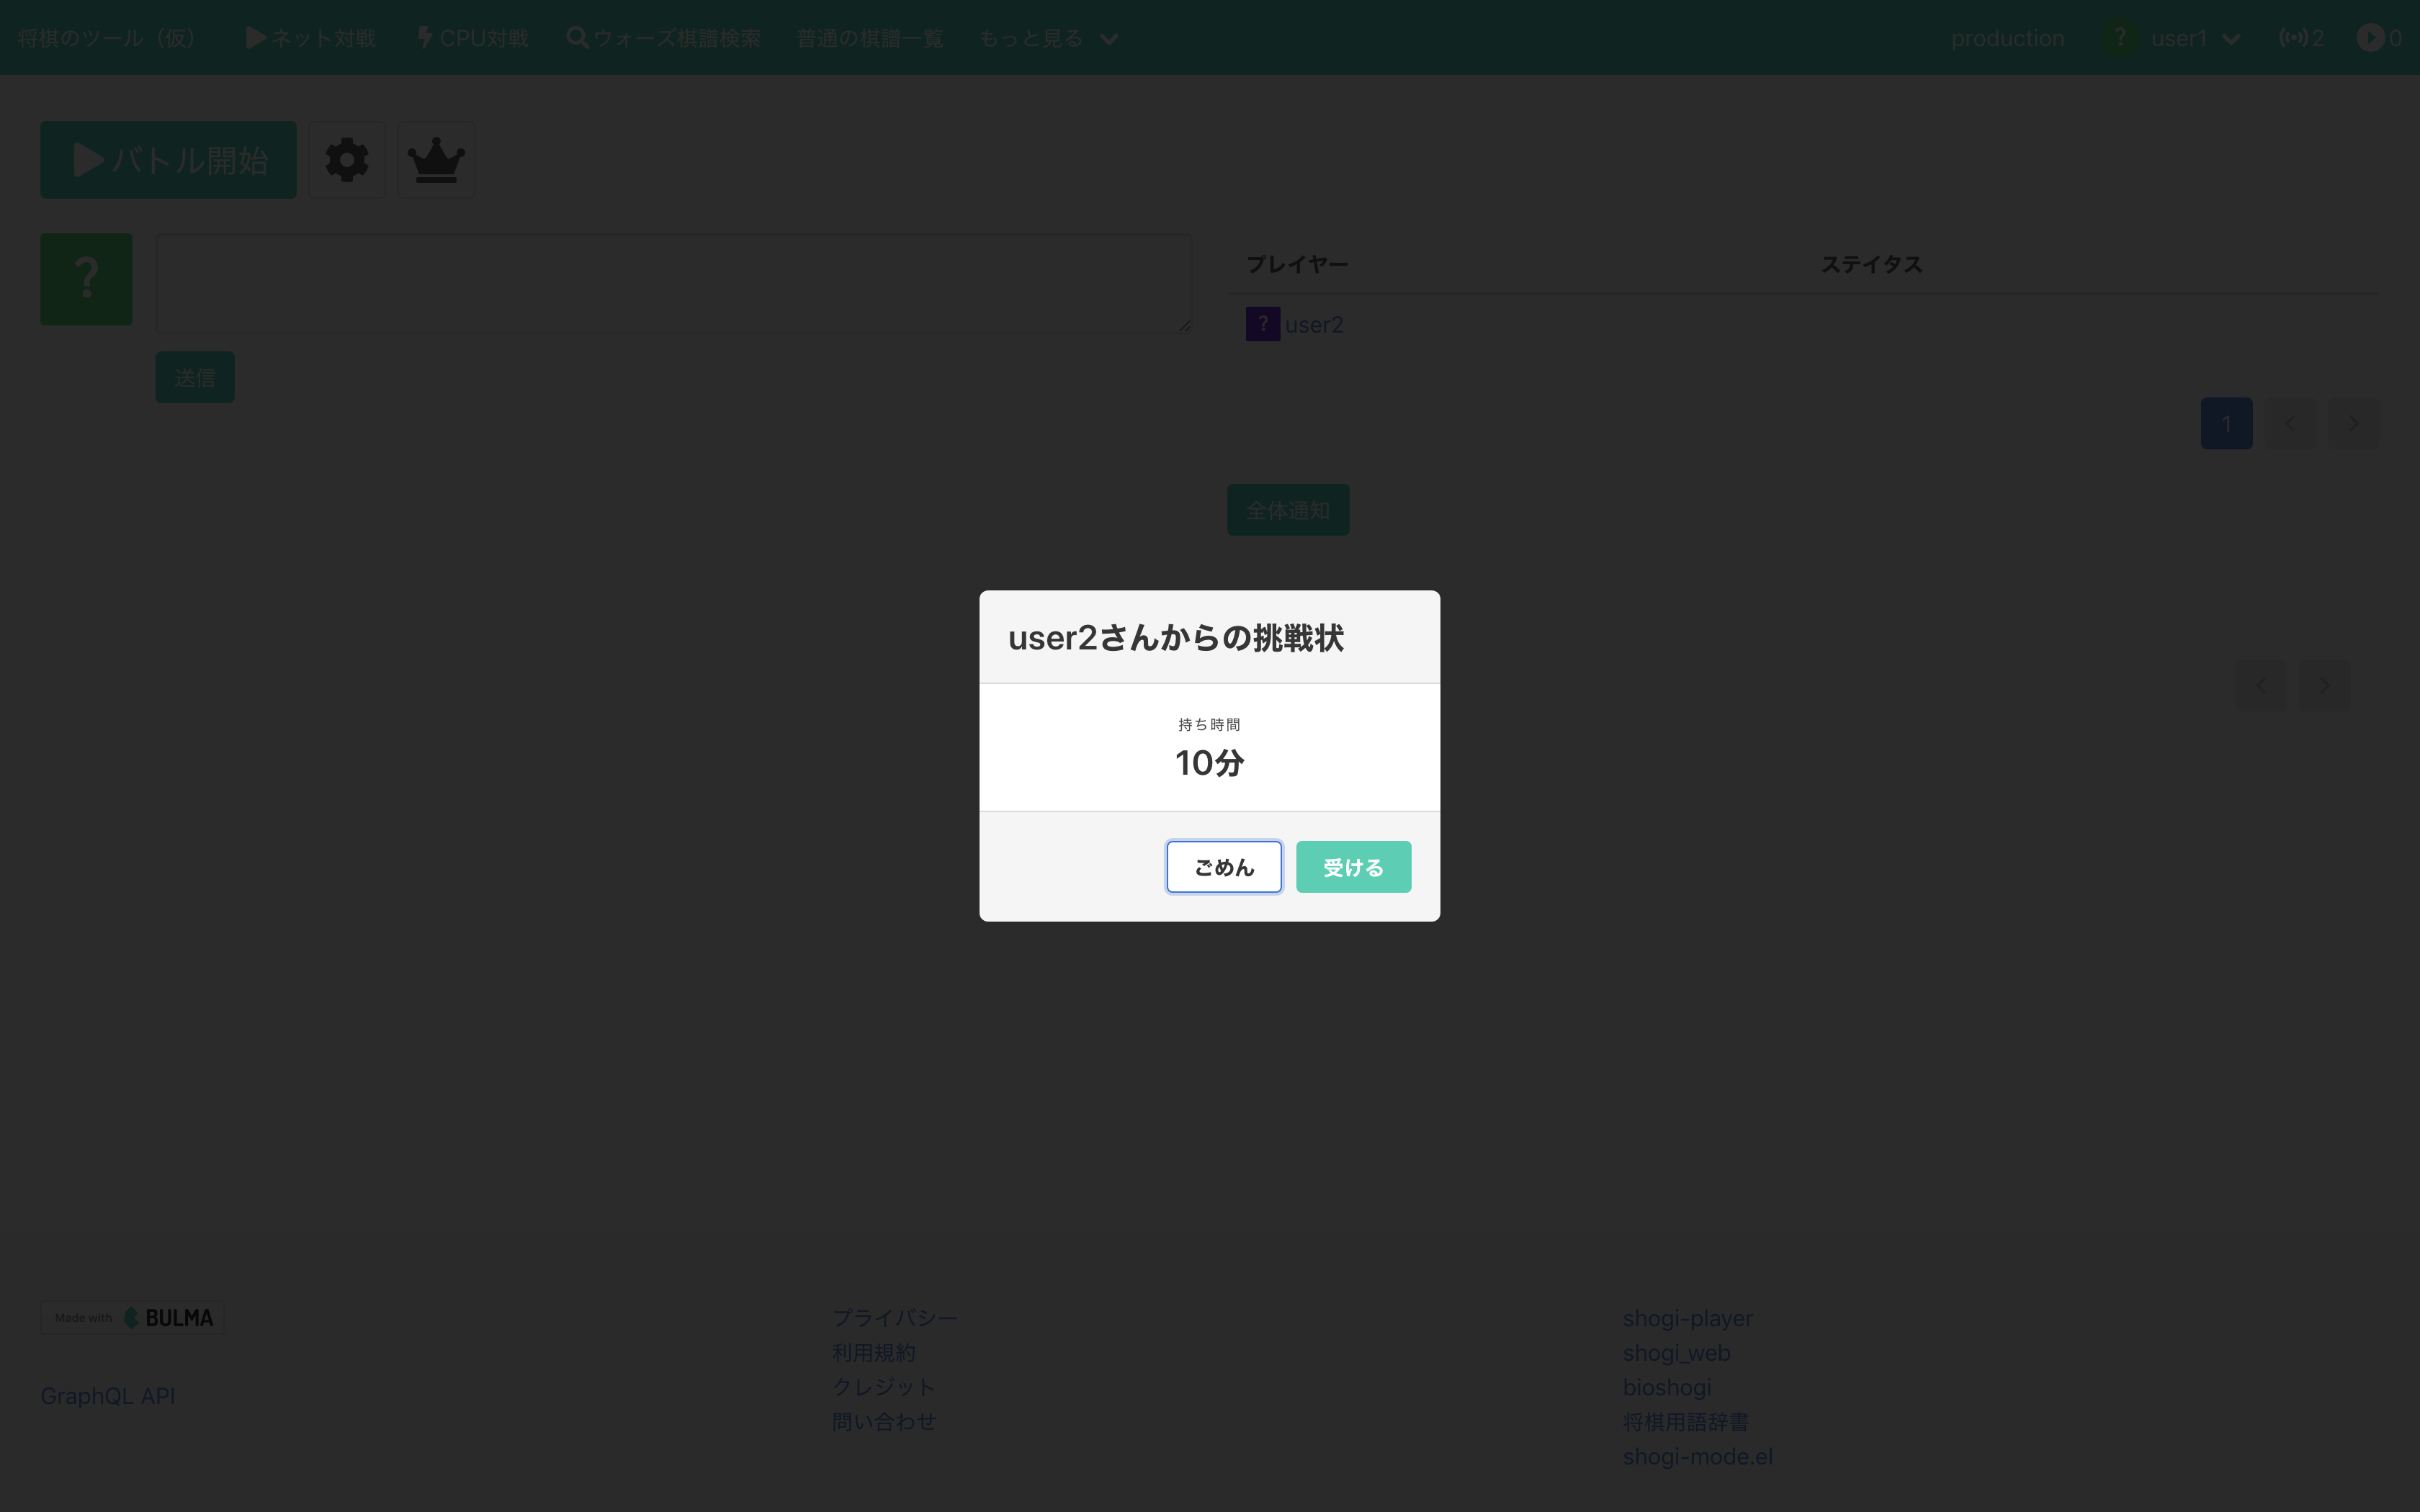 将棋のツール（仮） ネット対戦 CPU対戦 ウォーズ棋譜検索 普通の棋譜一覧 もっと見る production ? user1 2 0
バトル開始
?
送信
プレイヤー ステイタス
? user2
1
全体通知
user2さんからの挑戦状
持ち時間
10分
ごめん 受ける
Made with BULMA
GraphQL API
プライバシー
利用規約
クレジット
問い合わせ
shogi-player
shogi_web
bioshogi
将棋用語辞書
shogi-mode.el